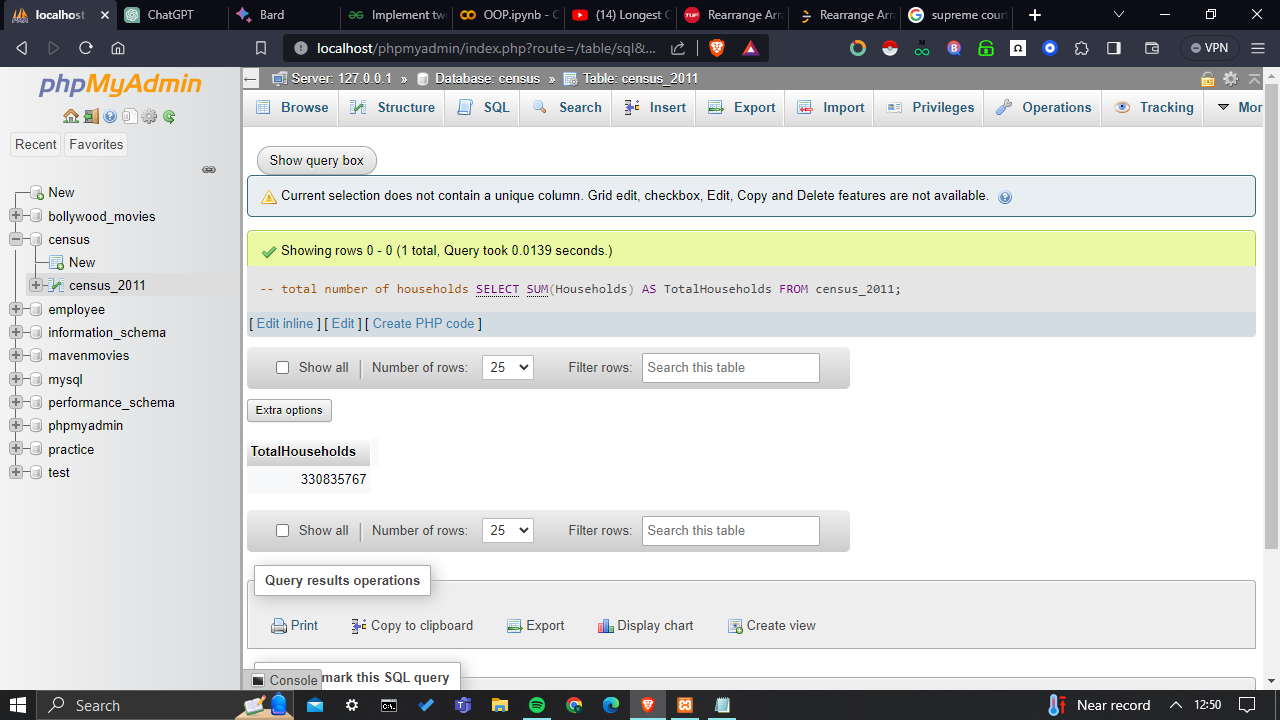 localhost
ChatGPT
Bard
Implement tw
OOP.ipynb - C
(14) Longest C
Rearrange Arr
Rearrange Arr
supreme cour
localhost/phpmyadmin/index.php?route=/table/sql&...
VPN
phpMyAdmin
Recent
Favorites
New
bollywood_movies
census
New
census_2011
employee
information_schema
mavenmovies
mysql
performance_schema
phpmyadmin
practice
test
Server: 127.0.0.1 » Database: census » Table: census_2011
Browse
Structure
SQL
Search
Insert
Export
Import
Privileges
Operations
Tracking
Mor
Show query box
Current selection does not contain a unique column. Grid edit, checkbox, Edit, Copy and Delete features are not available.
Showing rows 0 - 0 (1 total, Query took 0.0139 seconds.)
-- total number of households SELECT SUM(Households) AS TotalHouseholds FROM census_2011;
[ Edit inline ] [ Edit ] [ Create PHP code ]
Show all
Number of rows:
25
Filter rows:
Search this table
Extra options
TotalHouseholds
330835767
Show all
Number of rows:
25
Filter rows:
Search this table
Query results operations
Print
Copy to clipboard
Export
Display chart
Create view
Console
mark this SQL query
Search
Near record
12:50